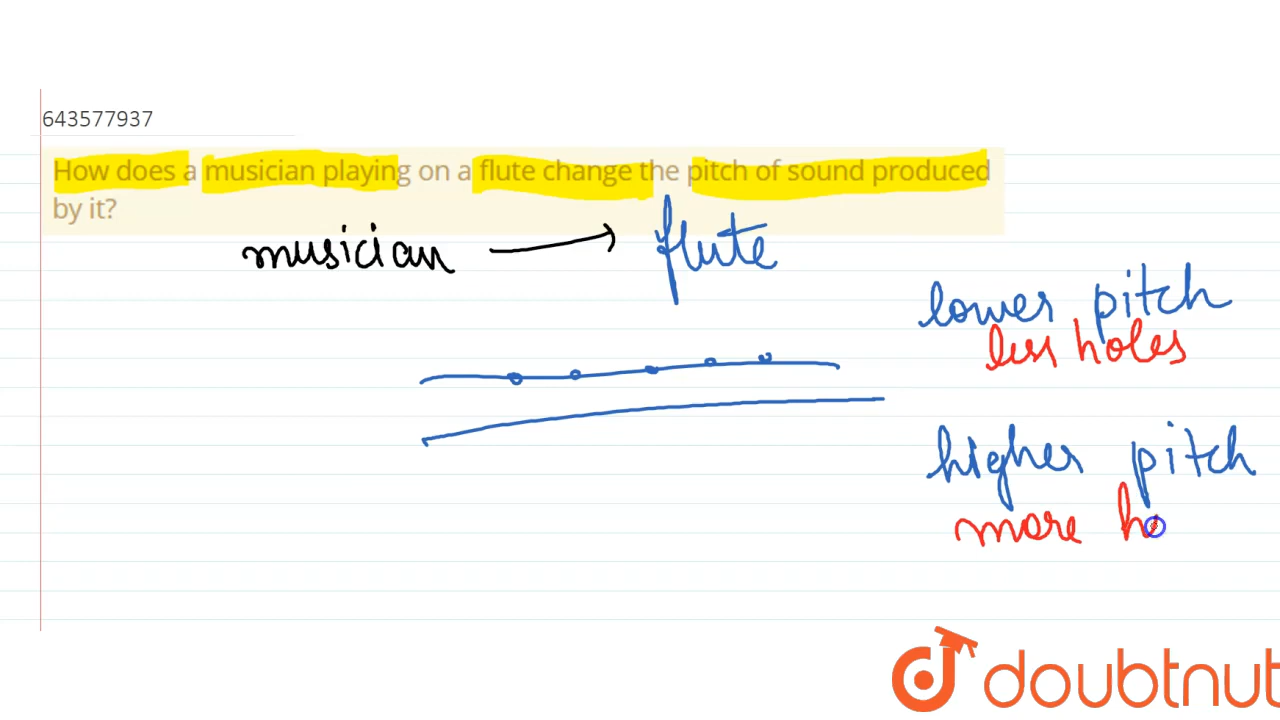 643577937
How does a musician playing on a flute change the pitch of sound produced
by it?
musician → flute
lower pitch
less holes
higher pitch
more ho
doubtnut